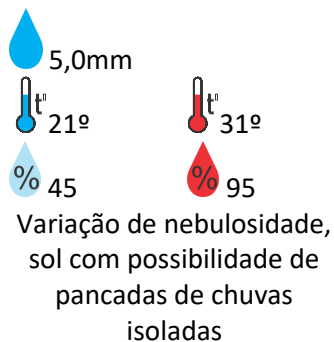 5,0mm
t° 21º t° 31º
% 45 % 95
Variação de nebulosidade,
sol com possibilidade de
pancadas de chuvas
isoladas